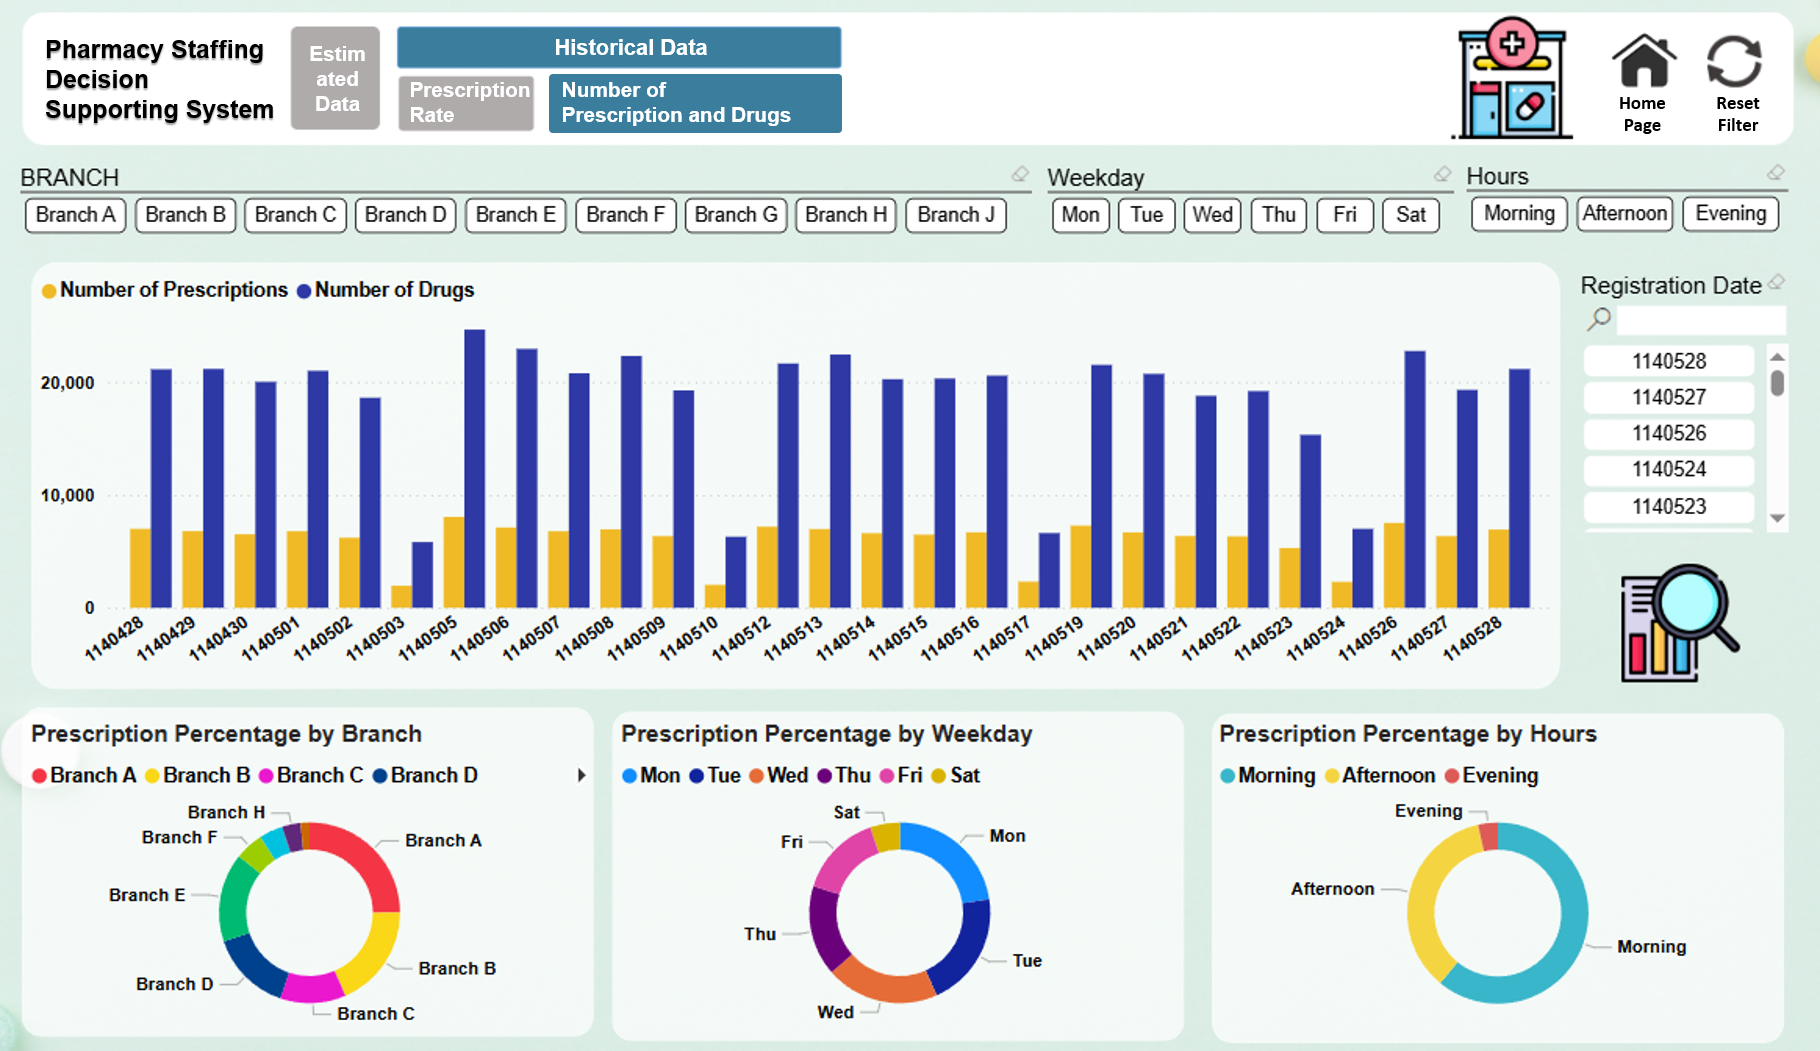 Pharmacy Staffing
Decision
Supporting System
Estim
ated
Data
Historical Data
Prescription
Rate
Number of
Prescription and Drugs
Home
Page
Reset
Filter
BRANCH
Branch A
Branch B
Branch C
Branch D
Branch E
Branch F
Branch G
Branch H
Branch J
Weekday
Mon
Tue
Wed
Thu
Fri
Sat
Hours
Morning
Afternoon
Evening
Number of Prescriptions
Number of Drugs
20,000
10,000
0
1140428
1140429
1140430
1140501
1140502
1140503
1140505
1140506
1140507
1140508
1140509
1140510
1140512
1140513
1140514
1140515
1140516
1140517
1140519
1140520
1140521
1140522
1140523
1140524
1140526
1140527
1140528
Registration Date
1140528
1140527
1140526
1140524
1140523
Prescription Percentage by Branch
Branch A
Branch B
Branch C
Branch D
Branch H
Branch F
Branch A
Branch E
Branch B
Branch D
Branch C
Prescription Percentage by Weekday
Mon
Tue
Wed
Thu
Fri
Sat
Sat
Mon
Fri
Thu
Tue
Wed
Prescription Percentage by Hours
Morning
Afternoon
Evening
Evening
Afternoon
Morning